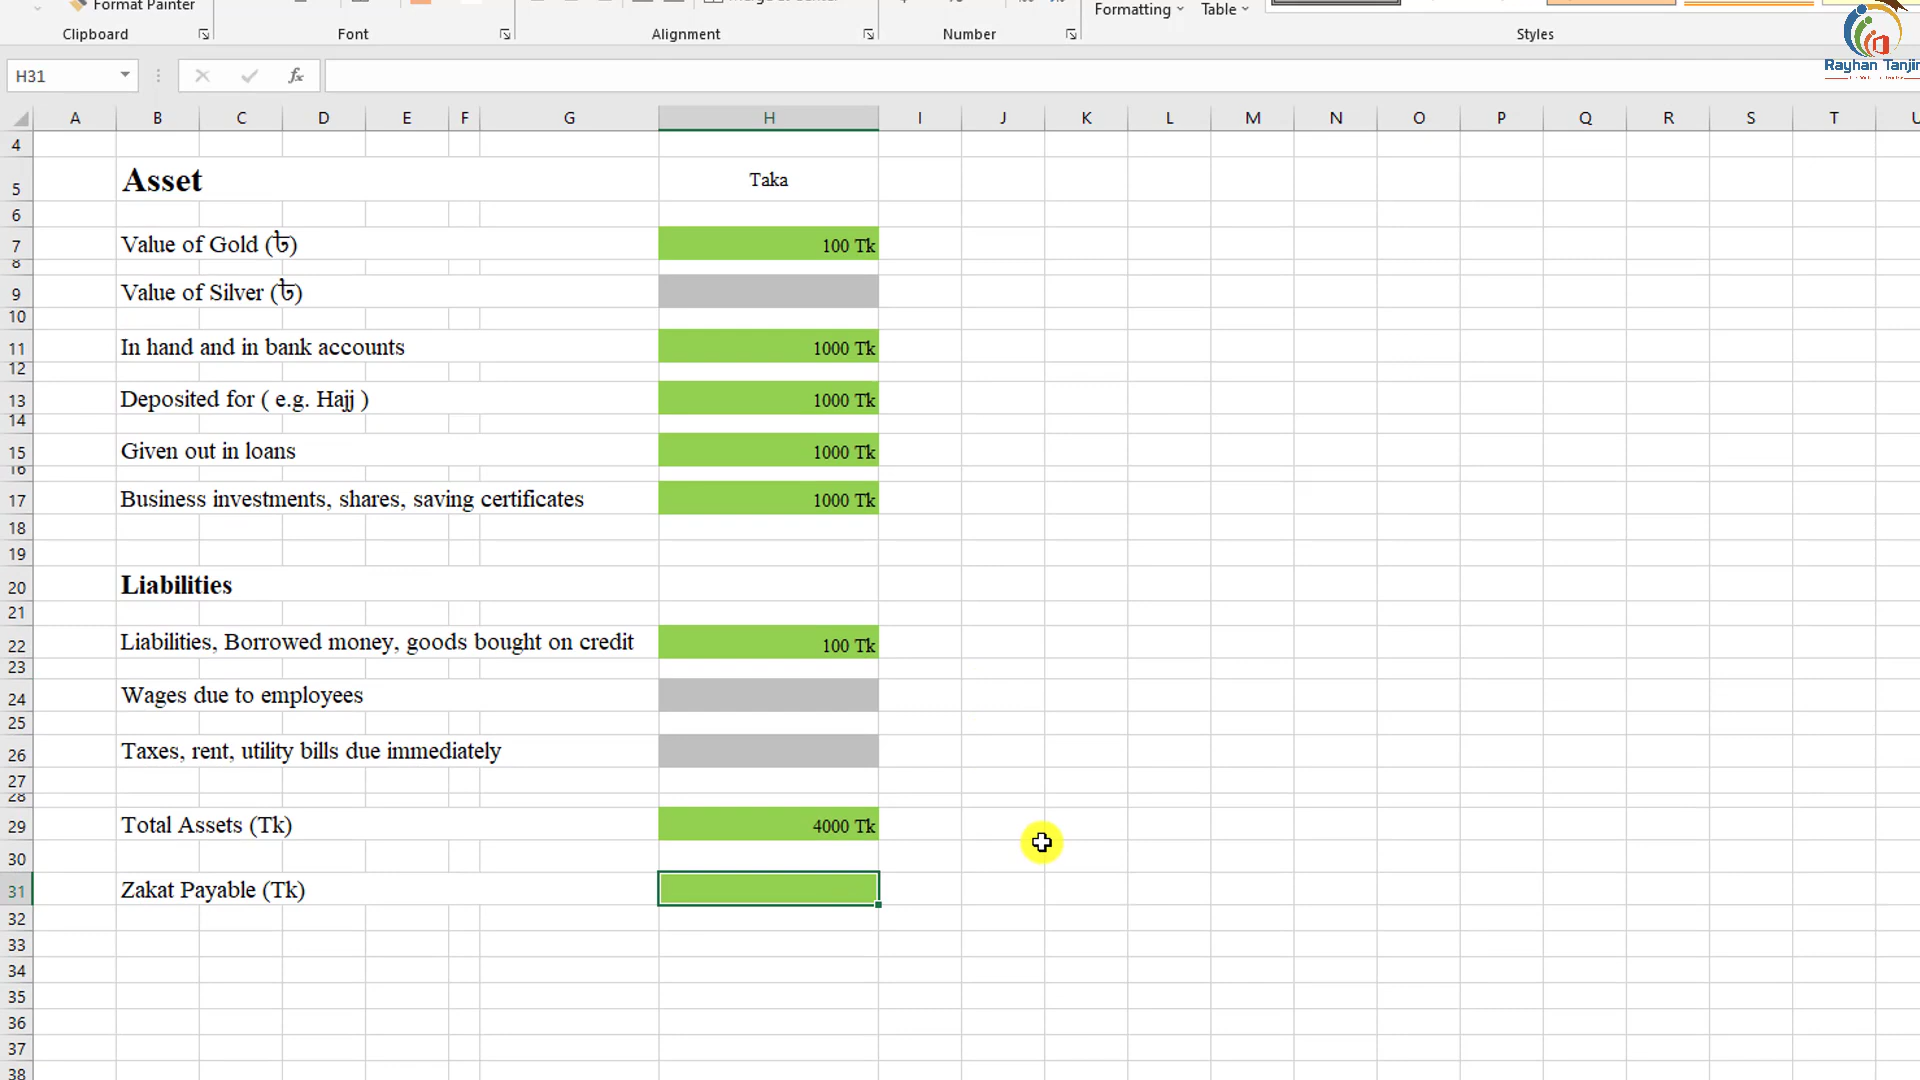 Format Painter
Formatting Table
Clipboard Font Alignment Number Styles
Rayhan Tanjim
H31 fx
A B C D E F G H I J K L M N O P Q R S T U
4
5 Asset Taka
6
7 Value of Gold (৳) 100 Tk
8
9 Value of Silver (৳)
10
11 In hand and in bank accounts 1000 Tk
12
13 Deposited for ( e.g. Hajj ) 1000 Tk
14
15 Given out in loans 1000 Tk
16
17 Business investments, shares, saving certificates 1000 Tk
18
19
20 Liabilities
21
22 Liabilities, Borrowed money, goods bought on credit 100 Tk
23
24 Wages due to employees
25
26 Taxes, rent, utility bills due immediately
27
28
29 Total Assets (Tk) 4000 Tk
30
31 Zakat Payable (Tk)
32
33
34
35
36
37
38